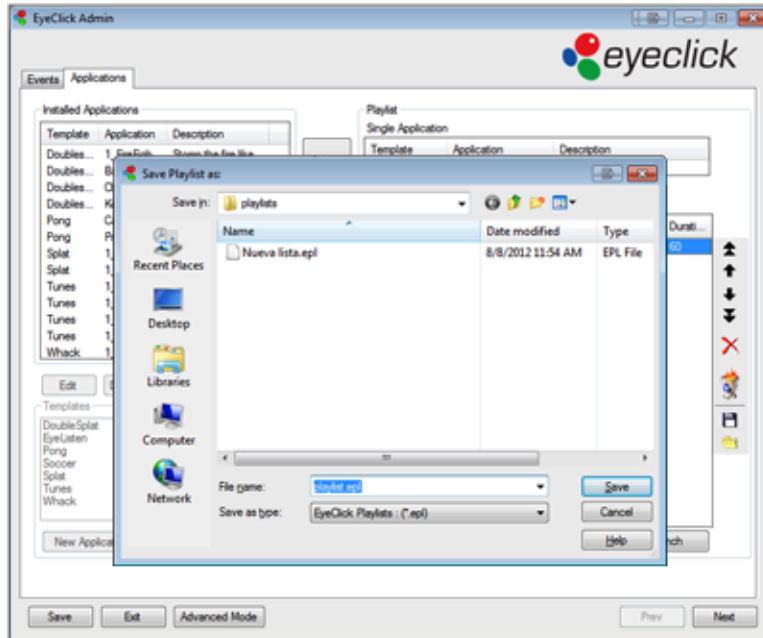 EyeClick Admin
eyeclick
Events Applications
Installed Applications
Template Application Description
Doubles...
Doubles...
Doubles...
Doubles...
Pong
Pong
Splat
Splat
Tunes
Tunes
Tunes
Tunes
Whack
Edit
Templates
DoubleSplat
EyeListen
Pong
Soccer
Splat
Tunes
Whack
Playlist
Single Application
Template Application Description
Durati...
60
Save Playlist as:
Save in: playlists
Recent Places
Desktop
Libraries
Computer
Network
Name Date modified Type
Nueva lista.epl 8/8/2012 11:54 AM EPL File
File name: playlist.epl Save
Save as type: EyeClick Playlists : (*.epl) Cancel
Help
Save Exit Advanced Mode Prev Next